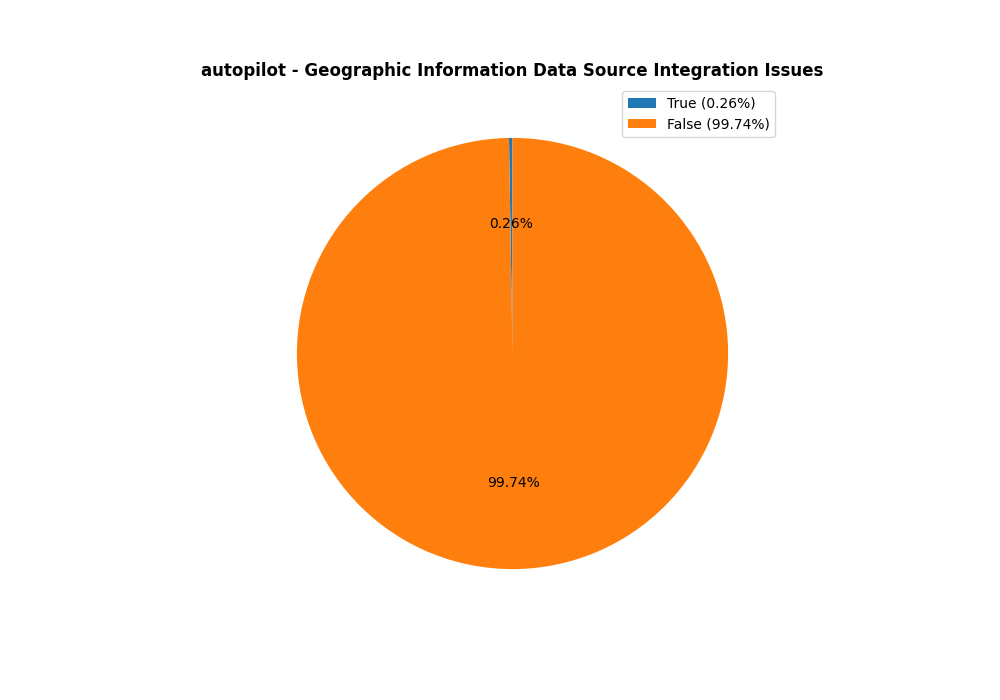 autopilot - Geographic Information Data Source Integration Issues
True (0.26%)
False (99.74%)
0.26%
99.74%